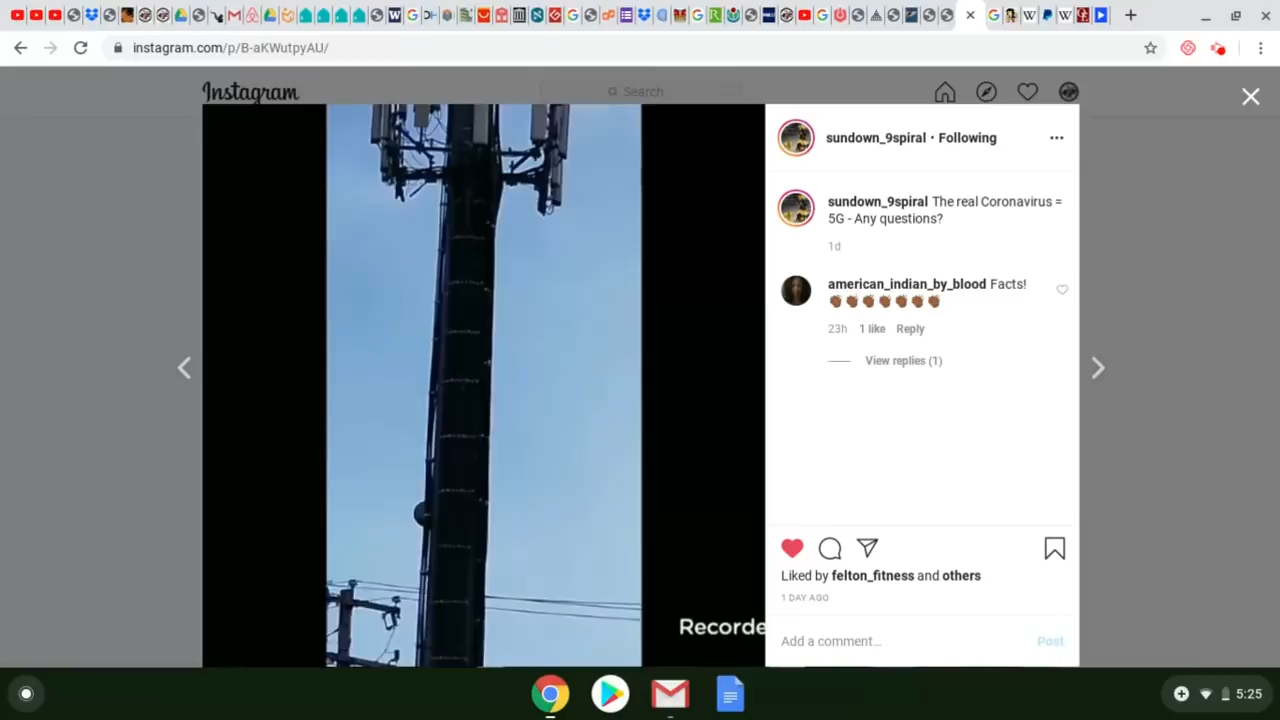 instagram.com/p/B-aKWutpyAU/
Instagram
Search
sundown_9spiral • Following
sundown_9spiral The real Coronavirus =
5G - Any questions?
1d
american_indian_by_blood Facts!
23h 1 like Reply
View replies (1)
Recorde
Liked by felton_fitness and others
1 DAY AGO
Add a comment...
Post
5:25